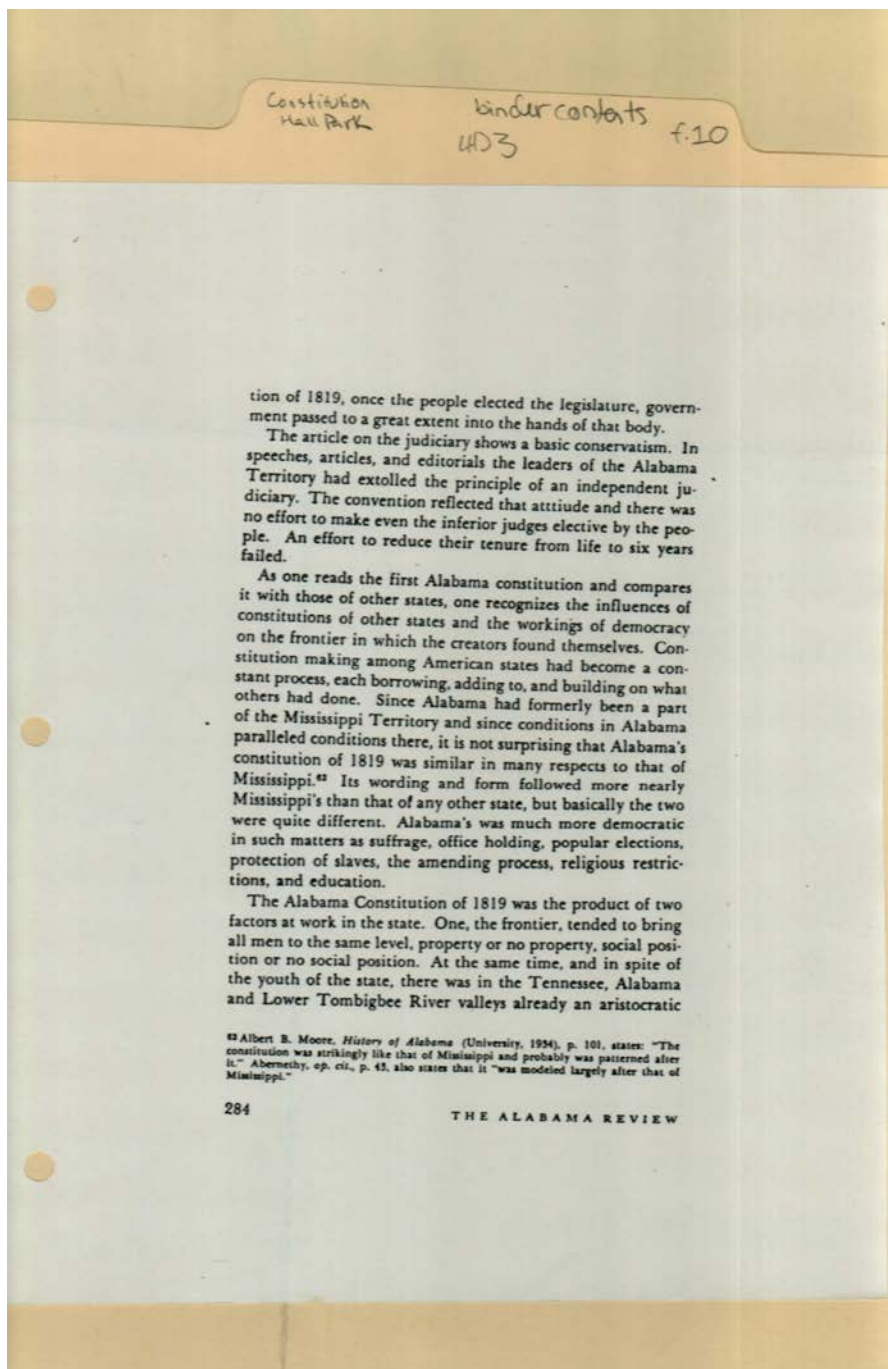 Constitution
Hall Park
binder contents
4D3
f.10
tion of 1819, once the people elected the legislature, govern-
ment passed to a great extent into the hands of that body.
The article on the judiciary shows a basic conservatism. In
speeches, articles, and editorials the leaders of the Alabama
Territory had extolled the principle of an independent ju-
diciary. The convention reflected that atttiude and there was
no effort to make even the inferior judges elective by the peo-
ple. An effort to reduce their tenure from life to six years
failed.
As one reads the first Alabama constitution and compares
it with those of other states, one recognizes the influences of
constitutions of other states and the workings of democracy
on the frontier in which the creators found themselves. Con-
stitution making among American states had become a con-
stant process, each borrowing, adding to, and building on what
others had done. Since Alabama had formerly been a part
of the Mississippi Territory and since conditions in Alabama
paralleled conditions there, it is not surprising that Alabama's
constitution of 1819 was similar in many respects to that of
Mississippi.⁶² Its wording and form followed more nearly
Mississippi's than that of any other state, but basically the two
were quite different. Alabama's was much more democratic
in such matters as suffrage, office holding, popular elections,
protection of slaves, the amending process, religious restric-
tions, and education.
The Alabama Constitution of 1819 was the product of two
factors at work in the state. One, the frontier, tended to bring
all men to the same level, property or no property, social posi-
tion or no social position. At the same time, and in spite of
the youth of the state, there was in the Tennessee, Alabama
and Lower Tombigbee River valleys already an aristocratic
⁶² Albert B. Moore, History of Alabama (University, 1934), p. 101, states: "The
constitution was strikingly like that of Mississippi and probably was patterned after
it." Abernethy, op. cit., p. 45, also states that it "was modeled largely after that of
Mississippi."
284
THE ALABAMA REVIEW